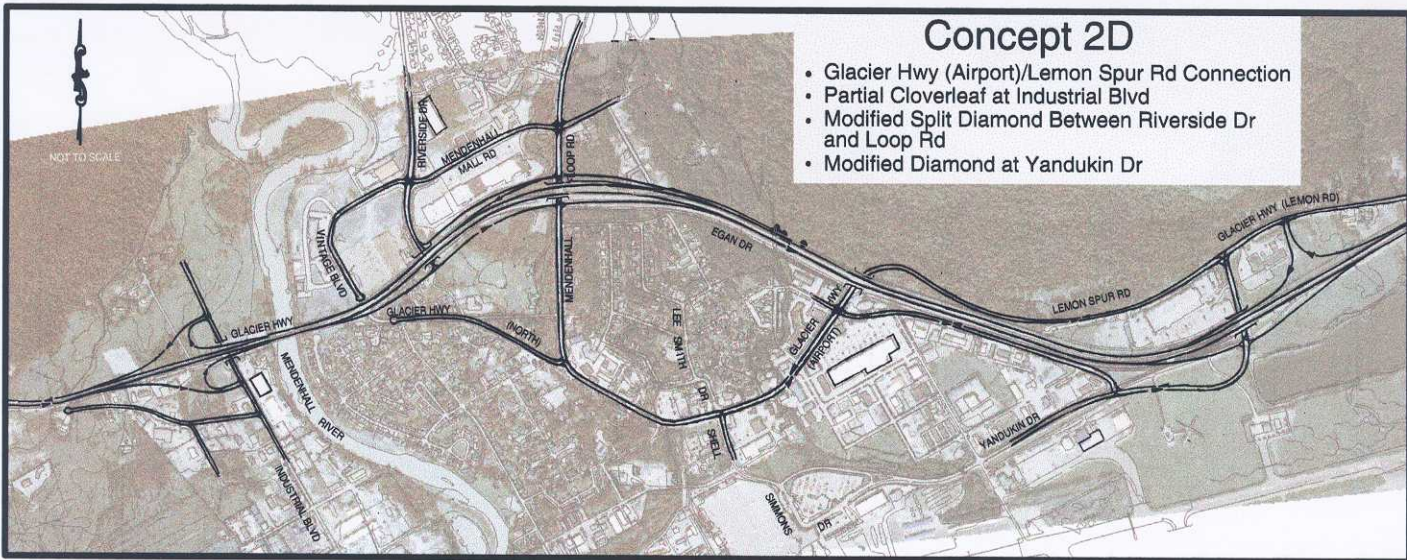 Concept 2D
• Glacier Hwy (Airport)/Lemon Spur Rd Connection
• Partial Cloverleaf at Industrial Blvd
• Modified Split Diamond Between Riverside Dr
and Loop Rd
• Modified Diamond at Yandukin Dr
NOT TO SCALE
RIVERSIDE DR
MENDENHALL
MALL RD
LOOP RD
VINTAGE BLVD
GLACIER HWY
GLACIER HWY
(NORTH)
MENDENHALL
EGAN DR
GLACIER HWY (LEMON RD)
LEMON SPUR RD
LEE SMITH
DR
GLACIER HWY
(AIRPORT)
MENDENHALL RIVER
INDUSTRIAL BLVD
SHELL
SIMMONS
DR
YANDUKIN DR